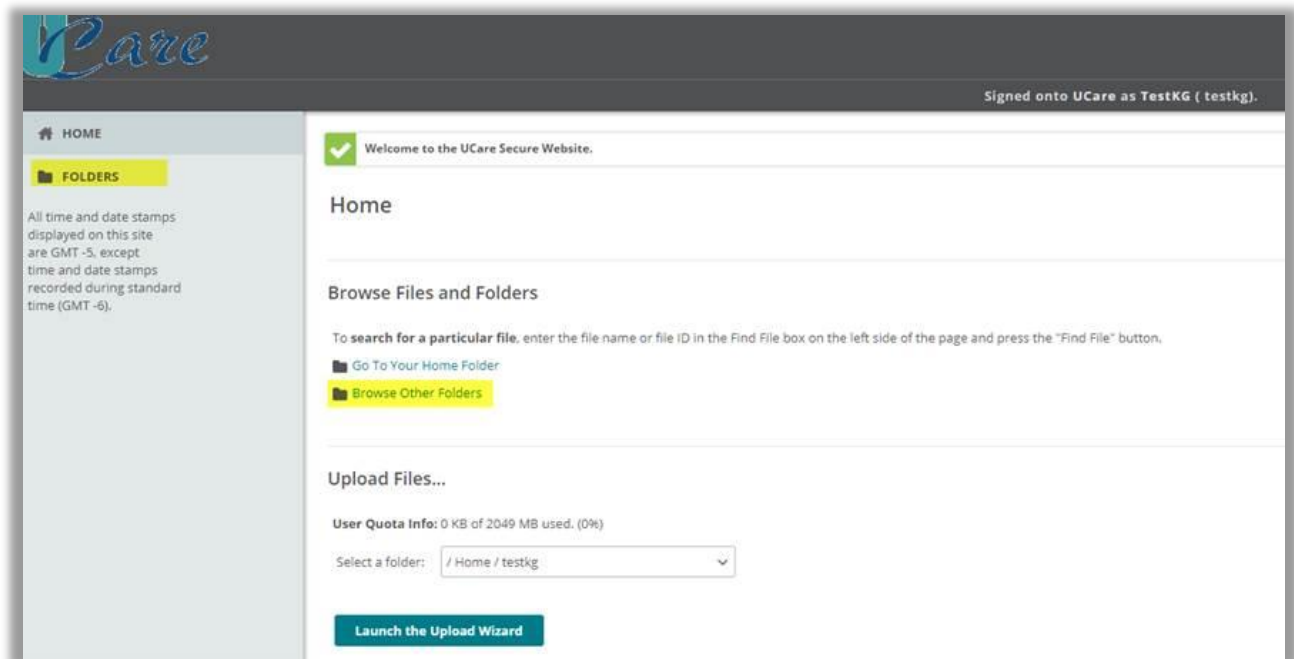 UCare
Signed onto UCare as TestKG ( testkg).
HOME
FOLDERS
All time and date stamps
displayed on this site
are GMT -5, except
time and date stamps
recorded during standard
time (GMT -6).
Welcome to the UCare Secure Website.
Home
Browse Files and Folders
To search for a particular file, enter the file name or file ID in the Find File box on the left side of the page and press the "Find File" button.
Go To Your Home Folder
Browse Other Folders
Upload Files...
User Quota Info: 0 KB of 2049 MB used. (0%)
Select a folder: / Home / testkg
Launch the Upload Wizard